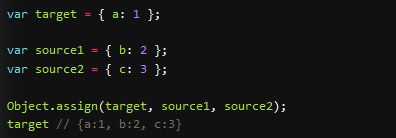 var target = { a: 1 };
var source1 = { b: 2 };
var source2 = { c: 3 };
Object.assign(target, source1, source2);
target // {a:1, b:2, c:3}